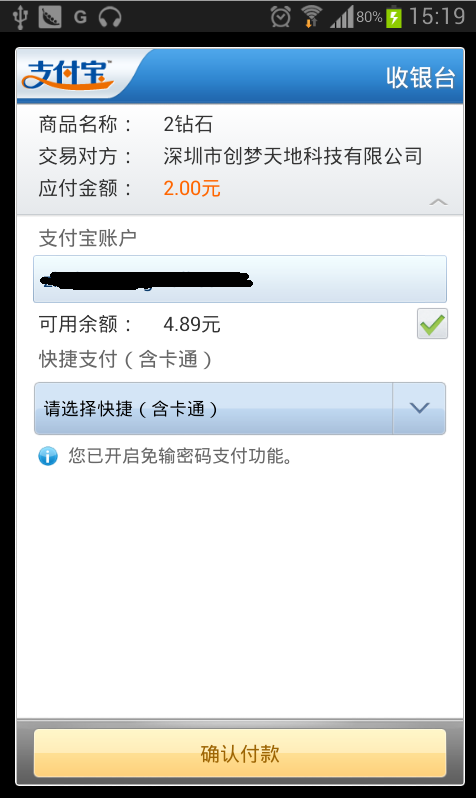 G 80% 15:19
支付宝™ 收银台
商品名称： 2钻石
交易对方： 深圳市创梦天地科技有限公司
应付金额： 2.00元
支付宝账户
可用余额： 4.89元
快捷支付（含卡通）
请选择快捷（含卡通）
您已开启免输密码支付功能。
确认付款